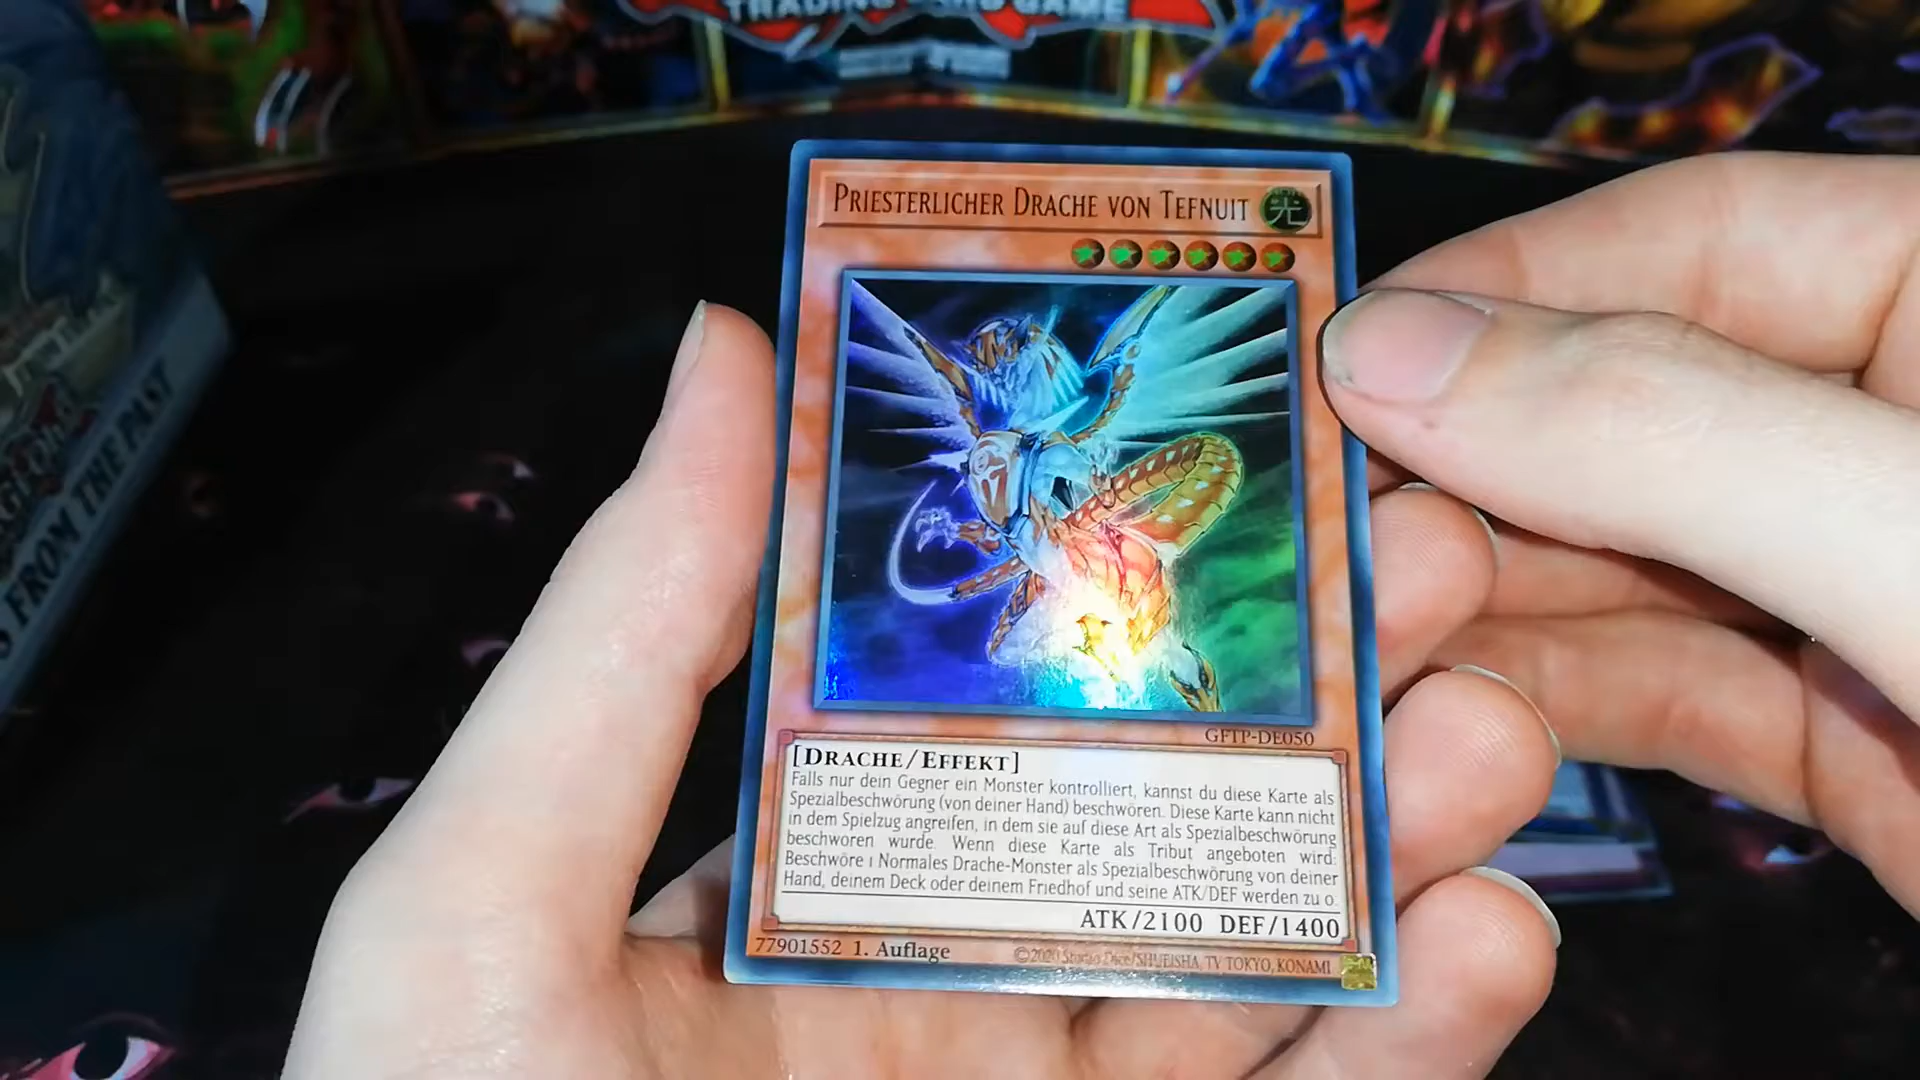 TRADING CARD GAME
FROM THE PAST
PRIESTERLICHER DRACHE VON TEFNUIT
光
GFTP-DE050
[DRACHE/EFFEKT]
Falls nur dein Gegner ein Monster kontrolliert, kannst du diese Karte als
Spezialbeschwörung (von deiner Hand) beschwören. Diese Karte kann nicht
in dem Spielzug angreifen, in dem sie auf diese Art als Spezialbeschwörung
beschworen wurde. Wenn diese Karte als Tribut angeboten wird:
Beschwöre 1 Normales Drache-Monster als Spezialbeschwörung von deiner
Hand, deinem Deck oder deinem Friedhof und seine ATK/DEF werden zu 0.
ATK/2100 DEF/1400
77901552 1. Auflage
©2020 Studio Dice/SHUEISHA, TV TOKYO, KONAMI